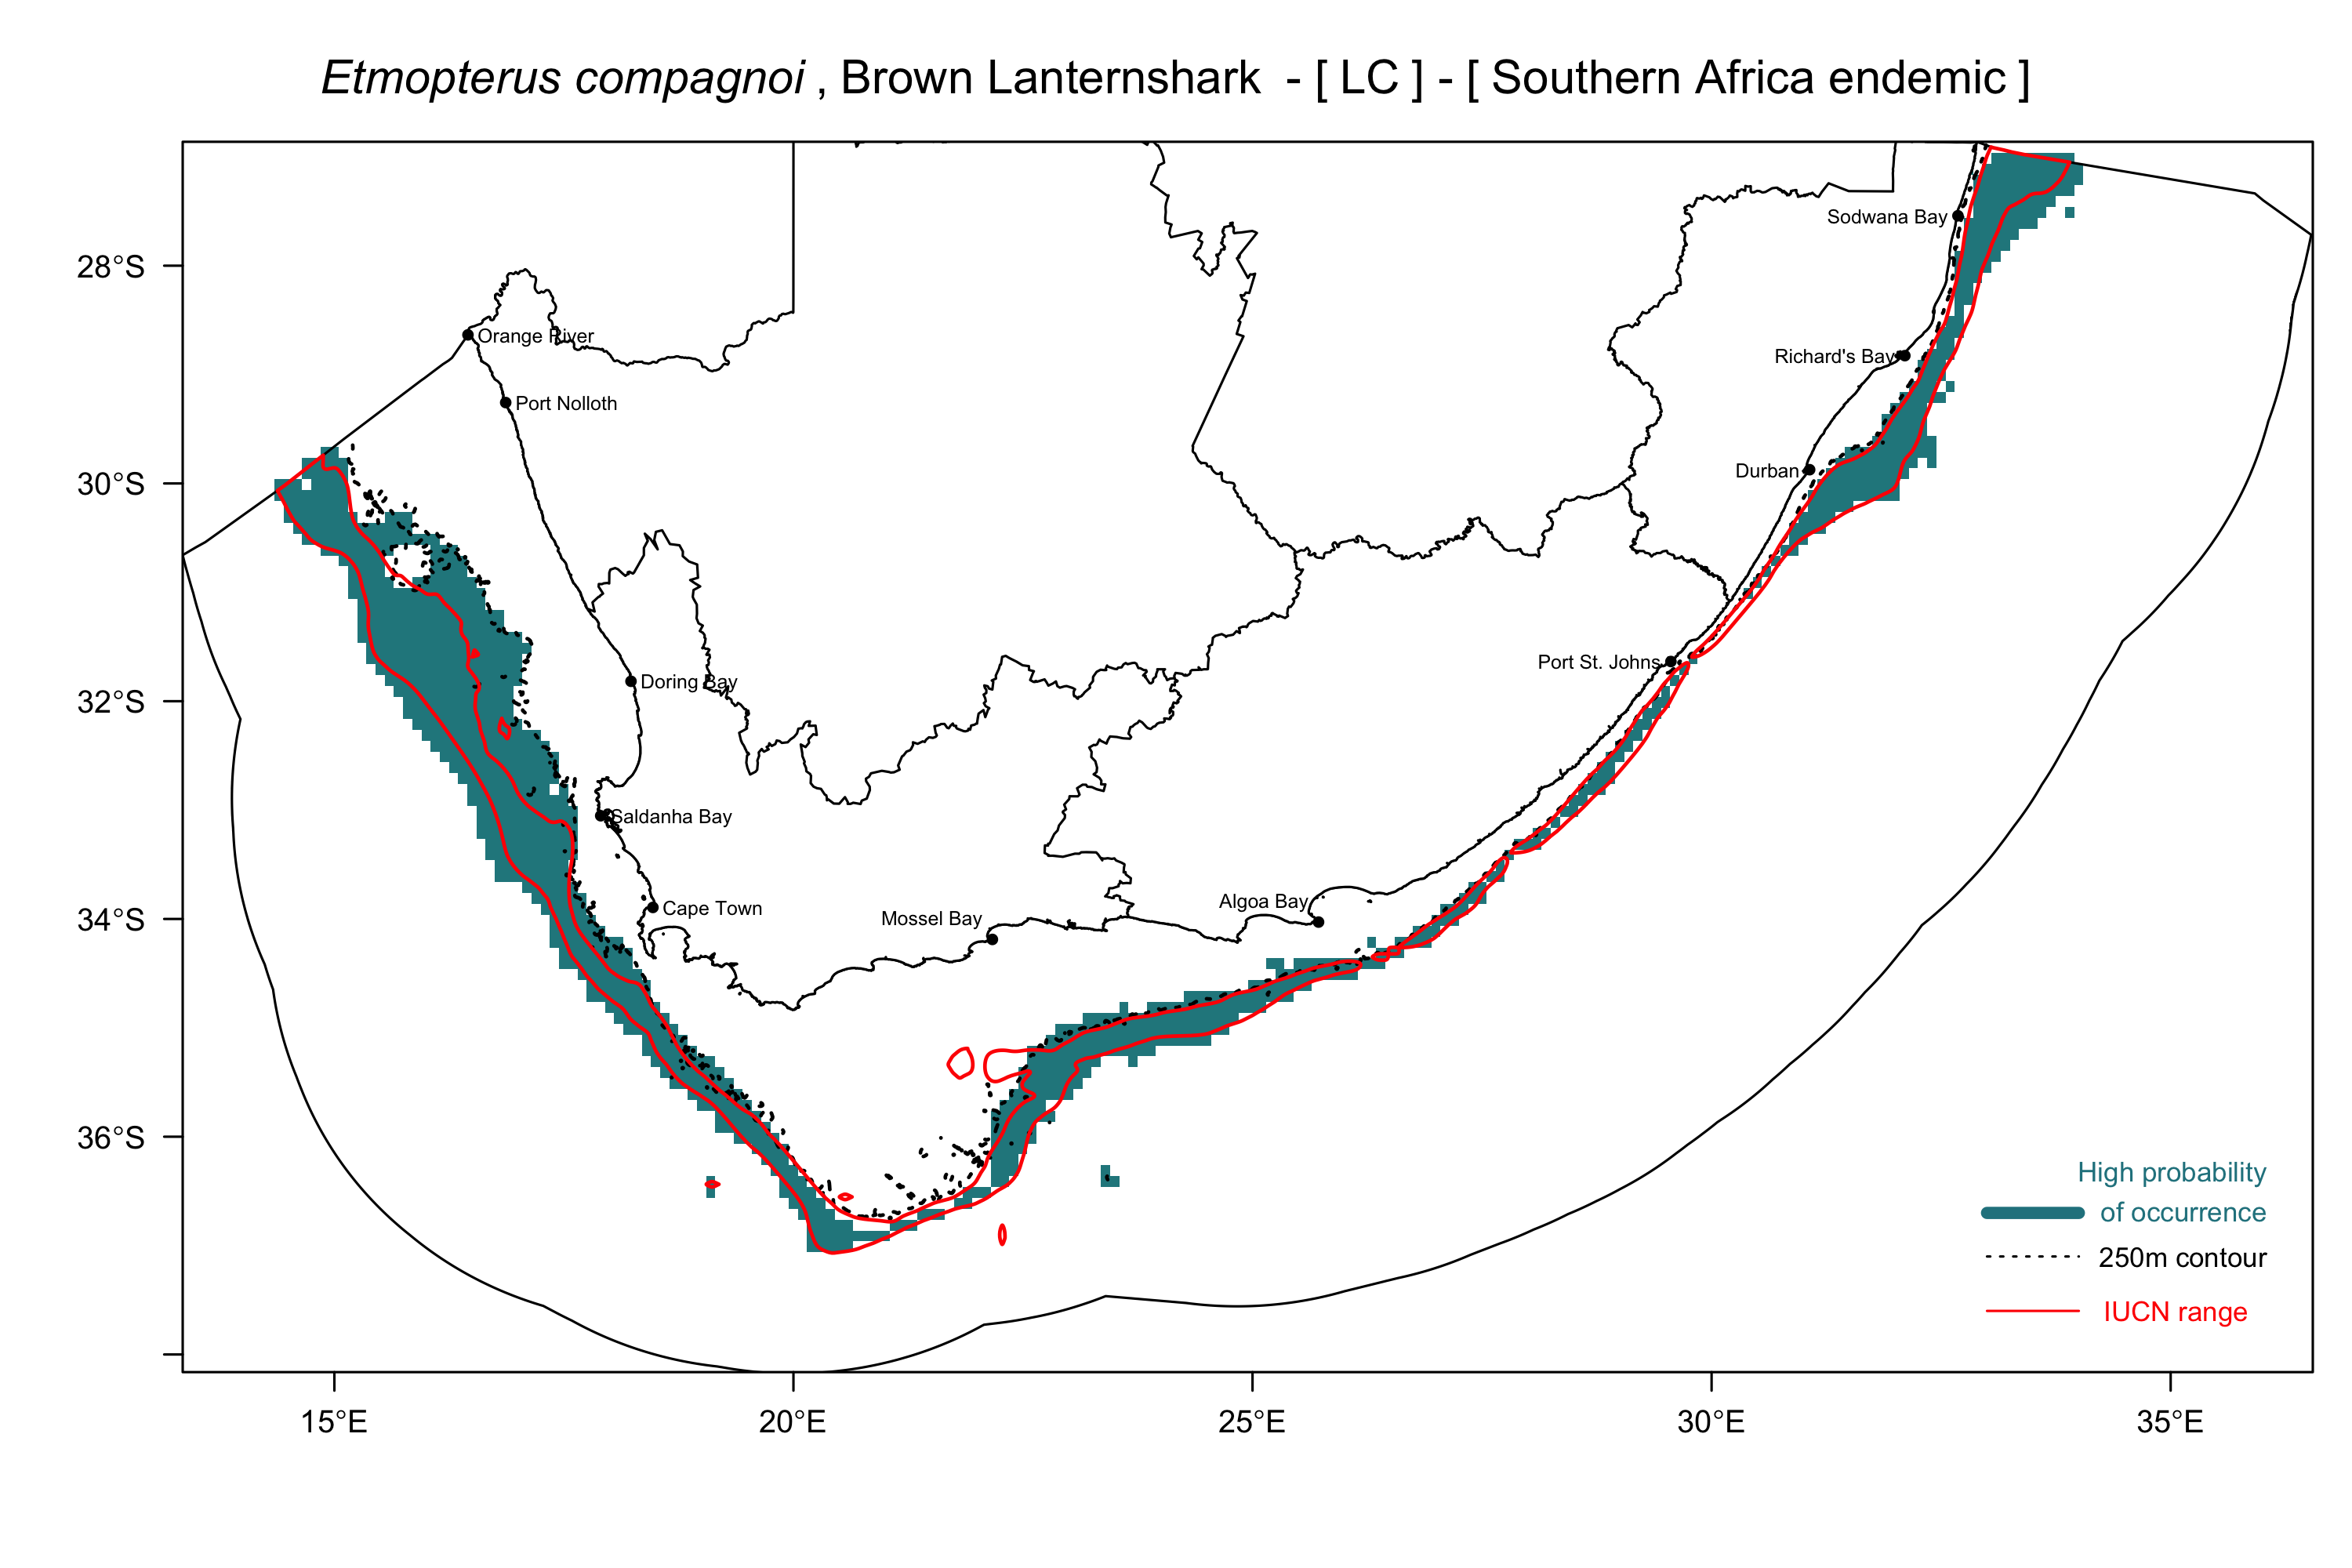 Etmopterus compagnoi , Brown Lanternshark - [ LC ] - [ Southern Africa endemic ]
Sodwana Bay
28°S
Orange River
Richard's Bay
Port Nolloth
Durban
30°S
Port St. Johns
Doring Bay
32°S
Saldanha Bay
Algoa Bay
Cape Town
Mossel Bay
34°S
36°S
High probability
of occurrence
250m contour
IUCN range
15°E
20°E
25°E
30°E
35°E